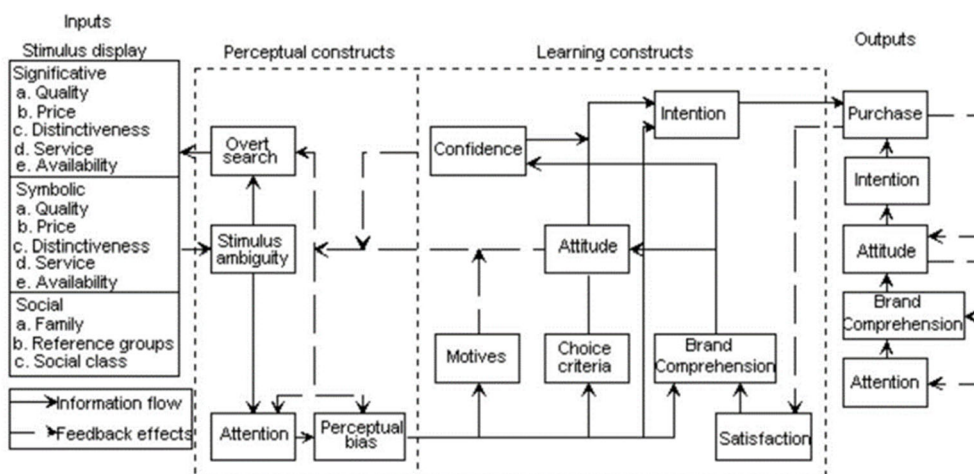 Inputs
Stimulus display
Significative
a. Quality
b. Price
c. Distinctiveness
d. Service
e. Availability
Symbolic
a. Quality
b. Price
c. Distinctiveness
d. Service
e. Availability
Social
a. Family
b. Reference groups
c. Social class
Information flow
Feedback effects
Perceptual constructs
Overt
search
Stimulus
ambiguity
Attention
Perceptual
bias
Learning constructs
Confidence
Intention
Attitude
Motives
Choice
criteria
Brand
Comprehension
Satisfaction
Outputs
Purchase
Intention
Attitude
Brand
Comprehension
Attention